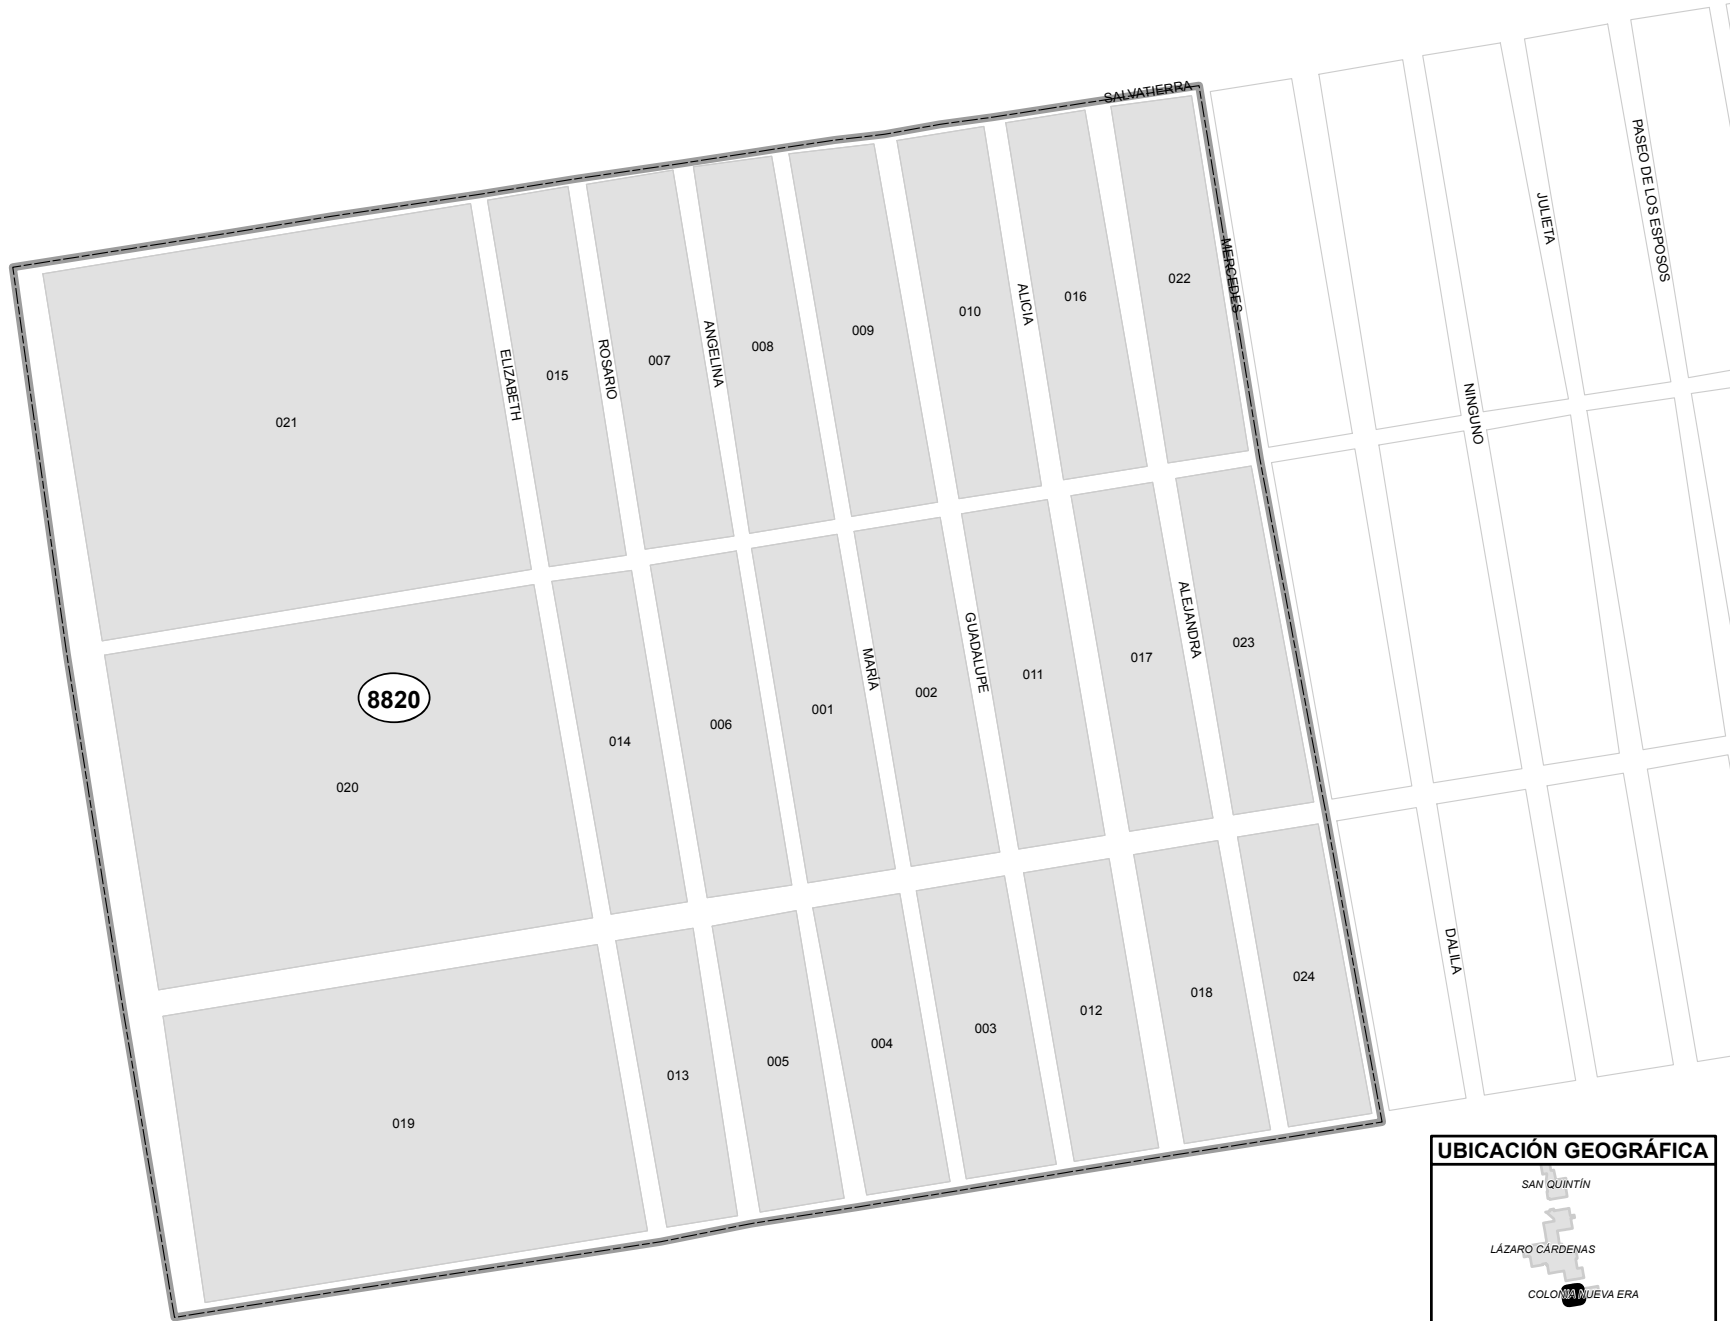 SALVATIERRA
PASEO DE LOS ESPOSOS
JULIETA
MERCEDES
022
016
ALICIA
010
009
008
ANGELINA
007
ROSARIO
015
ELIZABETH
021
NINGUNO
023
ALEJANDRA
017
011
GUADALUPE
002
MARÍA
001
006
014
8820
020
DALILA
024
018
012
003
004
005
013
019
UBICACIÓN GEOGRÁFICA
SAN QUINTÍN
LÁZARO CÁRDENAS
COLONIA NUEVA ERA